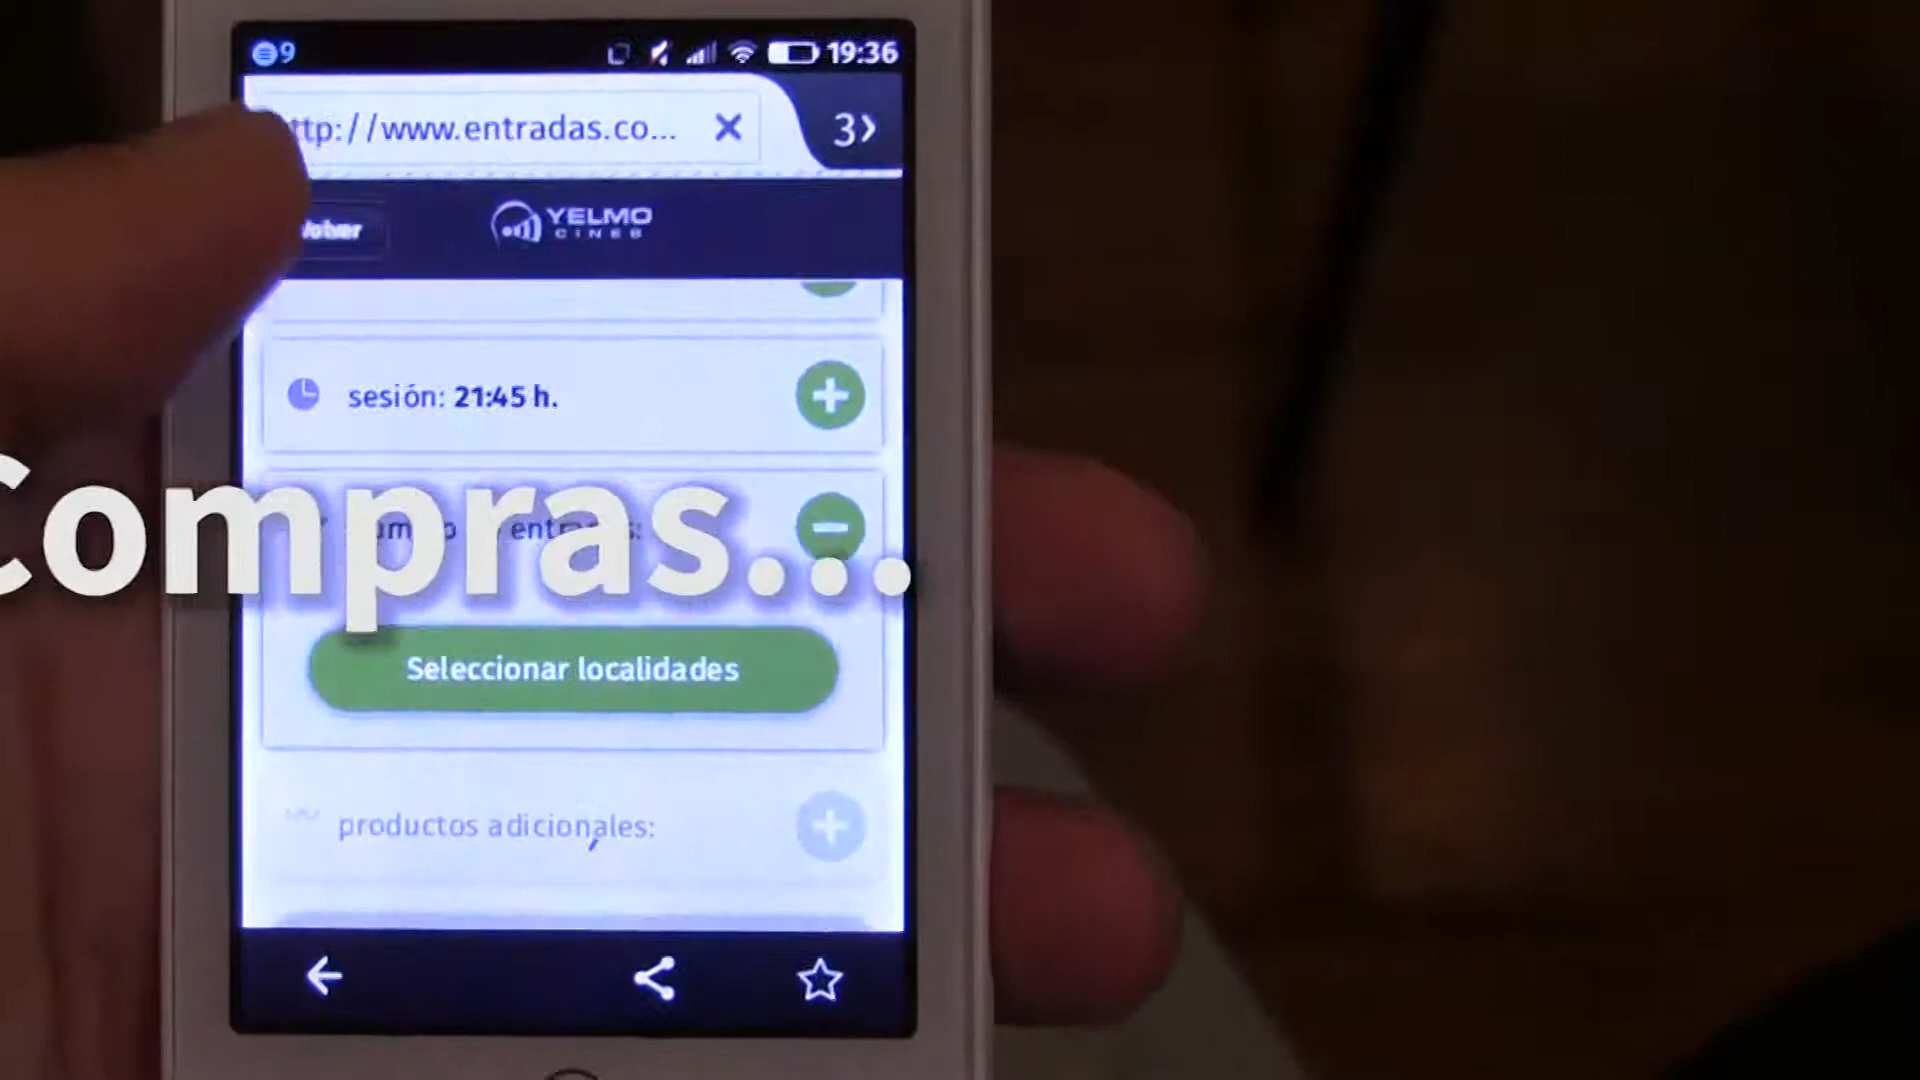 9 19:36
ttp://www.entradas.co... 3
Volver YELMO
CINES
sesión: 21:45 h.
Compras...
Seleccionar localidades
productos adicionales: